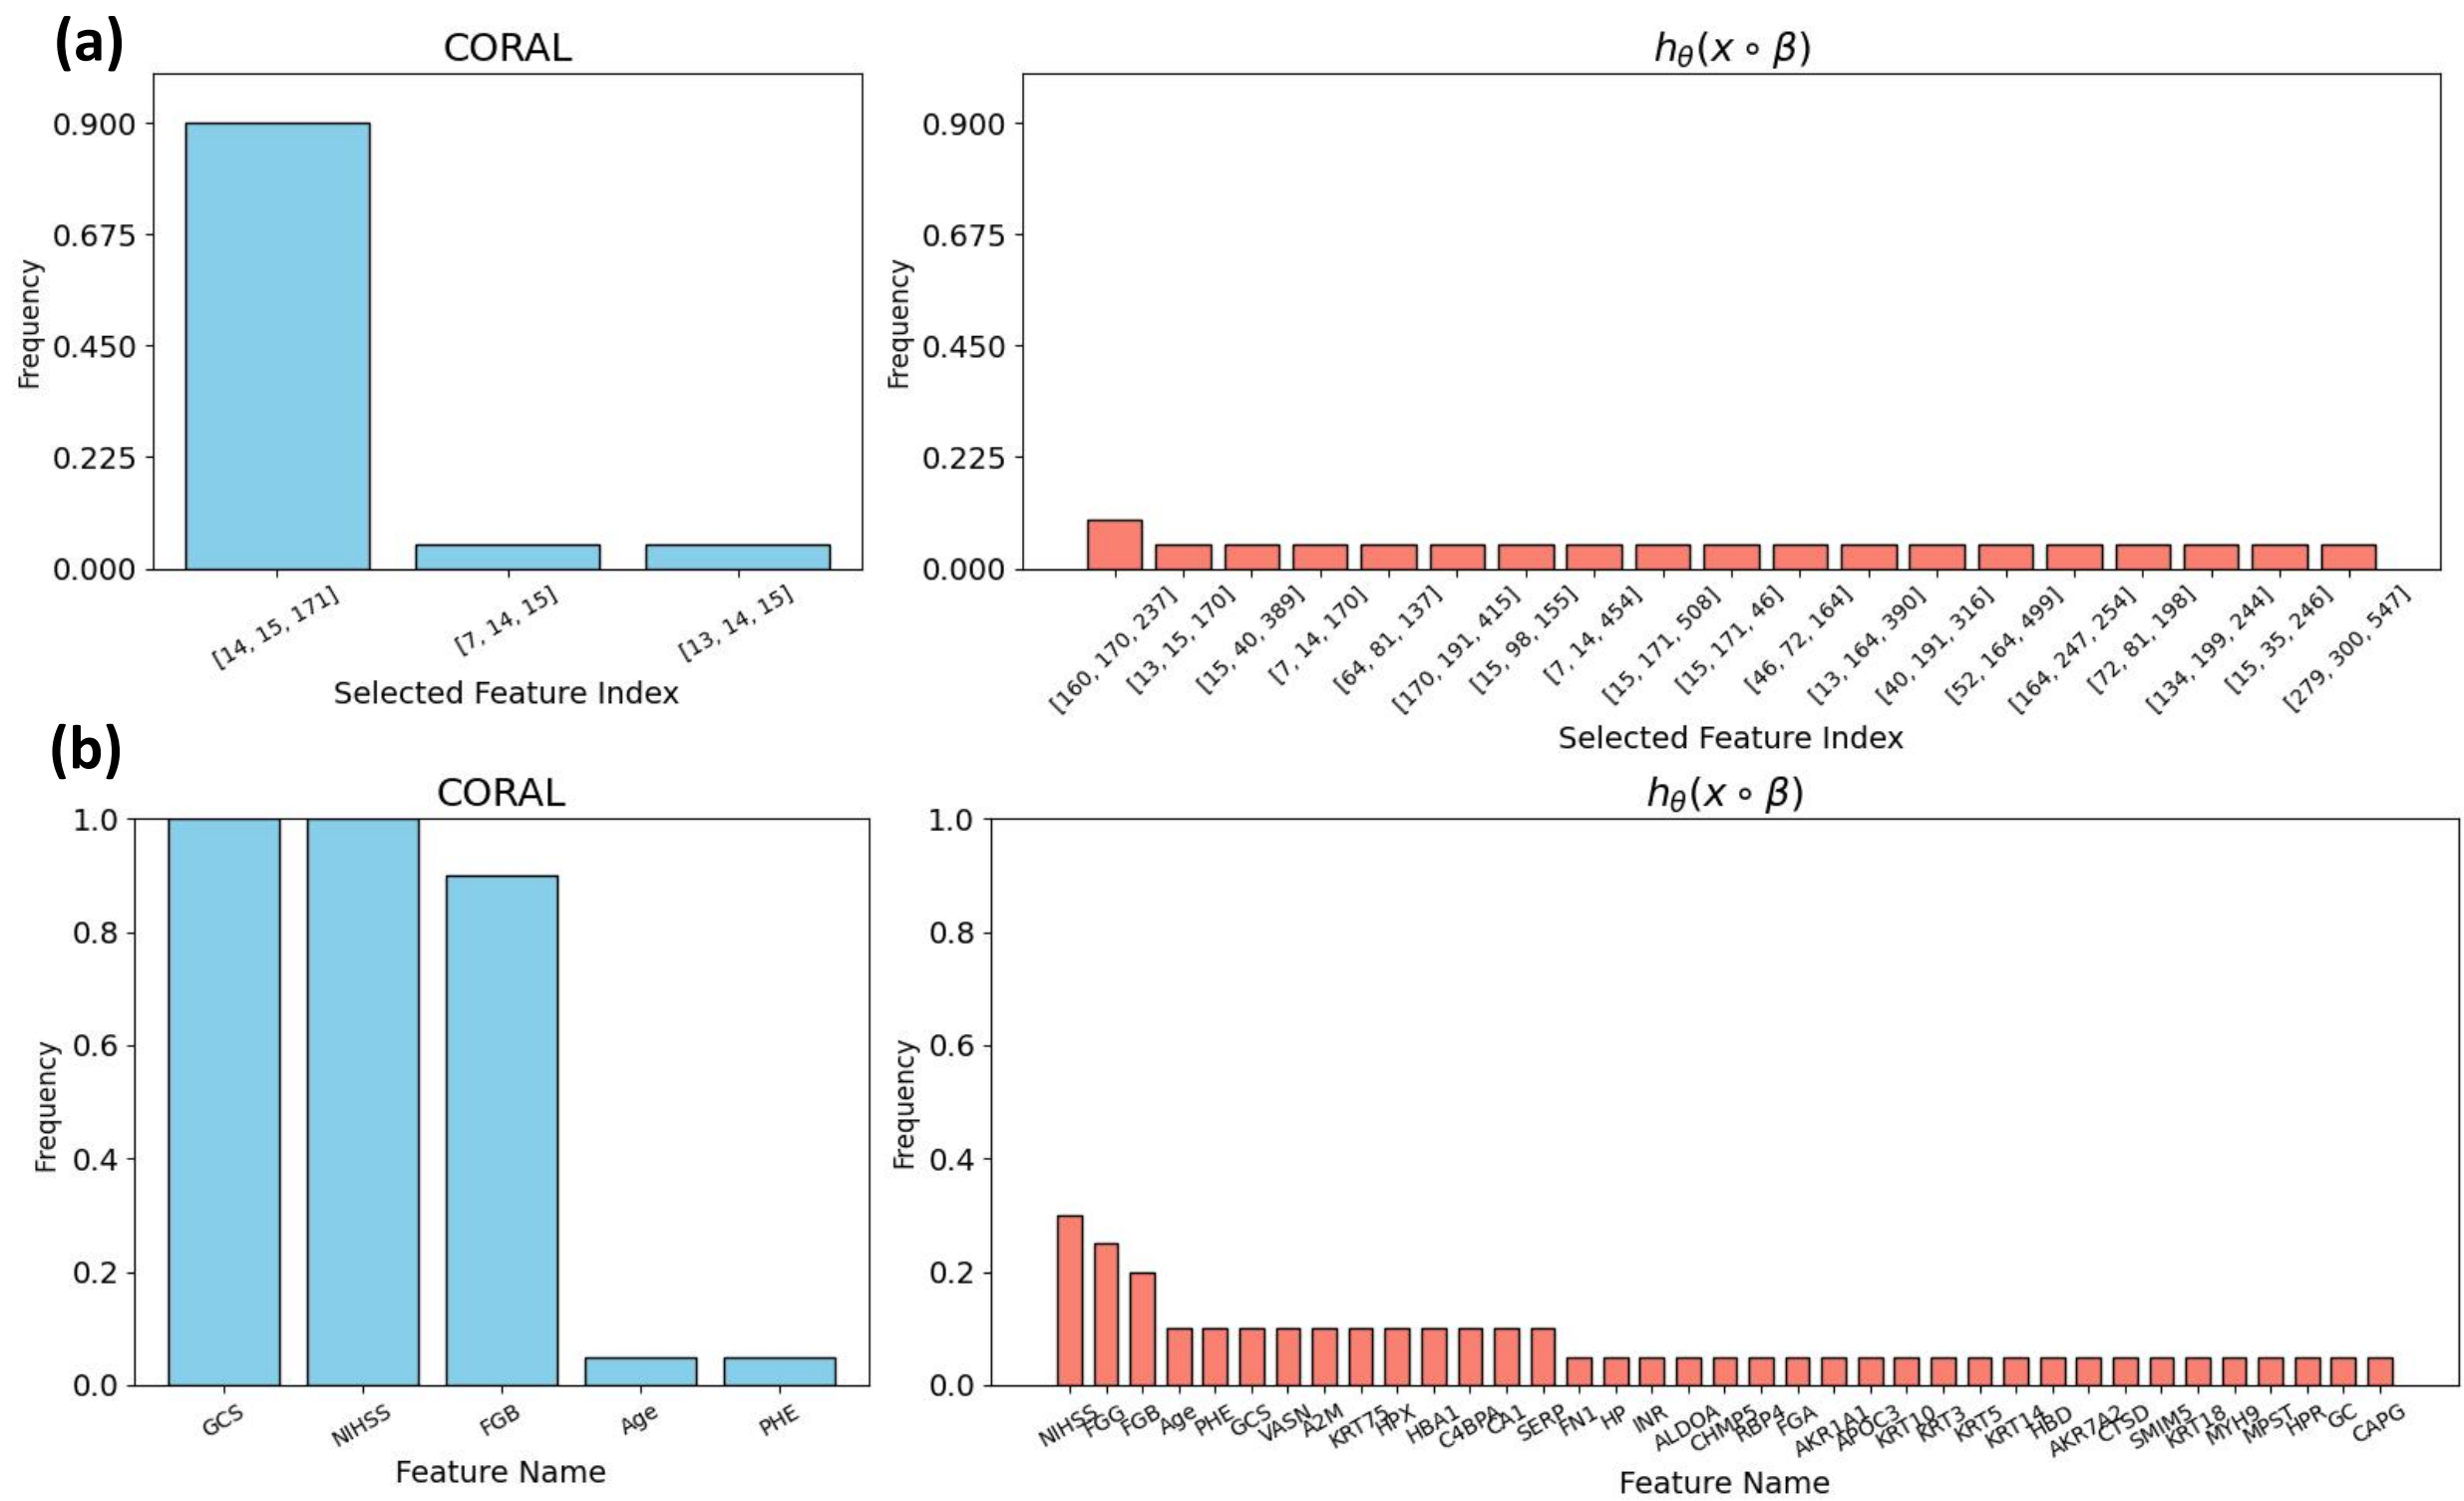 (a)
CORAL
0.900
0.675
0.450
0.225
0.000
Frequency
[14, 15, 171]
[7, 14, 15]
[13, 14, 15]
Selected Feature Index
hθ(x ∘ β)
0.900
0.675
0.450
0.225
0.000
Frequency
[160, 170, 237]
[13, 15, 170]
[15, 40, 389]
[7, 14, 170]
[64, 81, 137]
[170, 191, 415]
[15, 98, 155]
[7, 14, 454]
[15, 171, 508]
[15, 171, 46]
[46, 72, 164]
[13, 164, 390]
[40, 191, 316]
[52, 164, 499]
[164, 247, 254]
[72, 81, 198]
[134, 199, 244]
[15, 35, 246]
[279, 300, 547]
Selected Feature Index
(b)
CORAL
1.0
0.8
0.6
0.4
0.2
0.0
Frequency
GCS
NIHSS
FGB
Age
PHE
Feature Name
hθ(x ∘ β)
1.0
0.8
0.6
0.4
0.2
0.0
Frequency
NIHSS
FGG
FGB
Age
PHE
GCS
VASN
A2M
KRT75
HPX
HBA1
C4BPA
CA1
SERP
FN1
HP
INR
ALDOA
CHMP5
RBP4
FGA
AKR1A1
APOC3
KRT10
KRT3
KRT5
KRT14
HBD
AKR7A2
CTSD
SMIM5
KRT18
MYH9
MPST
HPR
GC
CAPG
Feature Name